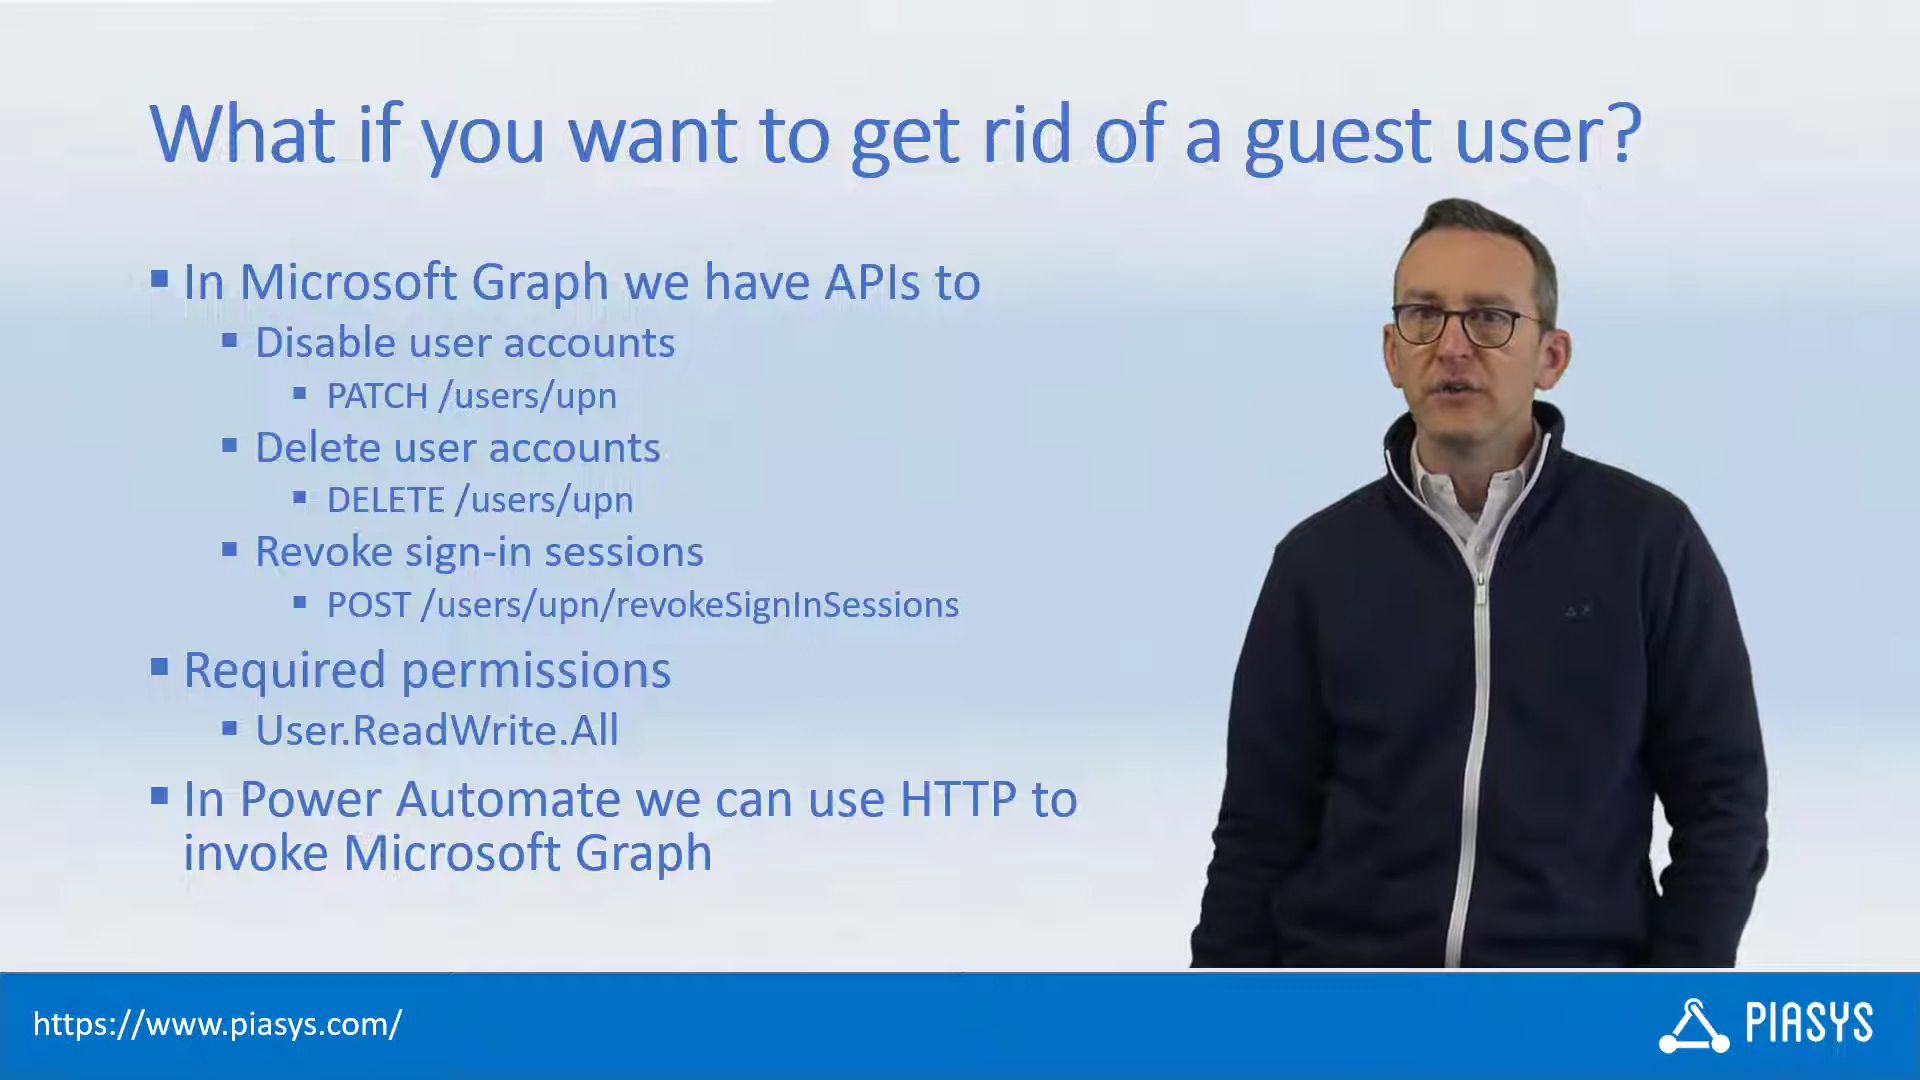 What if you want to get rid of a guest user?
In Microsoft Graph we have APIs to
Disable user accounts
PATCH /users/upn
Delete user accounts
DELETE /users/upn
Revoke sign-in sessions
POST /users/upn/revokeSignInSessions
Required permissions
User.ReadWrite.All
In Power Automate we can use HTTP to
invoke Microsoft Graph
https://www.piasys.com/
PIASYS